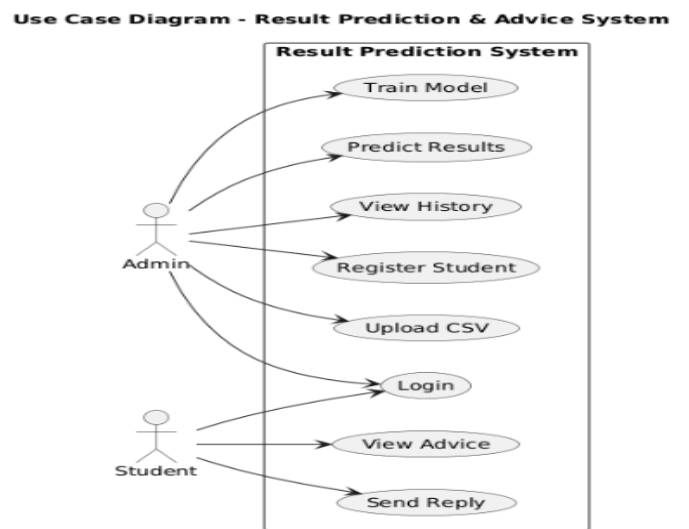 Use Case Diagram - Result Prediction & Advice System
Result Prediction System
Train Model
Predict Results
View History
Admin
Register Student
Upload CSV
Login
View Advice
Student
Send Reply